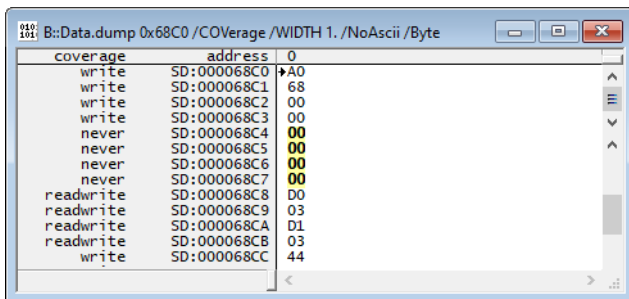 B::Data.dump 0x68C0 /COVerage /WIDTH 1. /NoAscii /Byte
coverage address 0
write SD:000068C0 A0
write SD:000068C1 68
write SD:000068C2 00
write SD:000068C3 00
never SD:000068C4 00
never SD:000068C5 00
never SD:000068C6 00
never SD:000068C7 00
readwrite SD:000068C8 D0
readwrite SD:000068C9 03
readwrite SD:000068CA D1
readwrite SD:000068CB 03
write SD:000068CC 44